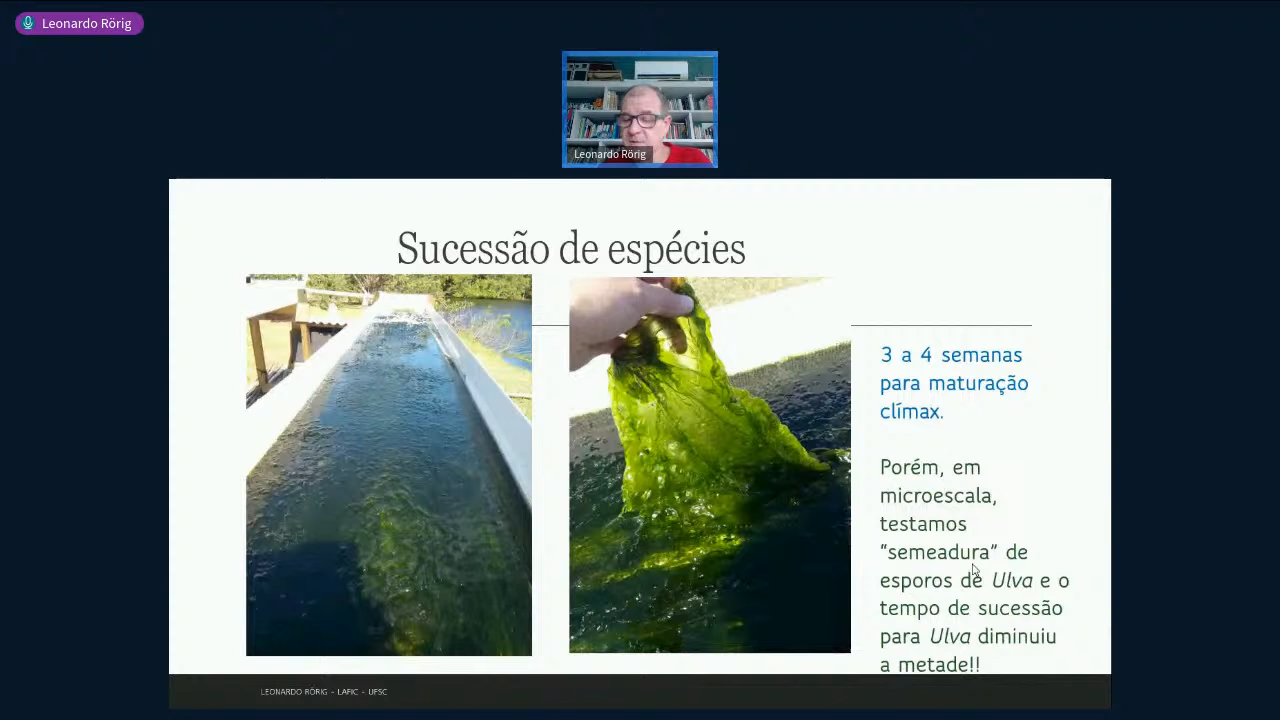 Leonardo Rörig
Leonardo Rörig
Sucessão de espécies
3 a 4 semanas
para maturação
clímax.
Porém, em
microescala,
testamos
“semeadura” de
esporos de Ulva e o
tempo de sucessão
para Ulva diminuiu
a metade!!
LEONARDO RÖRIG - LAFIC - UFSC